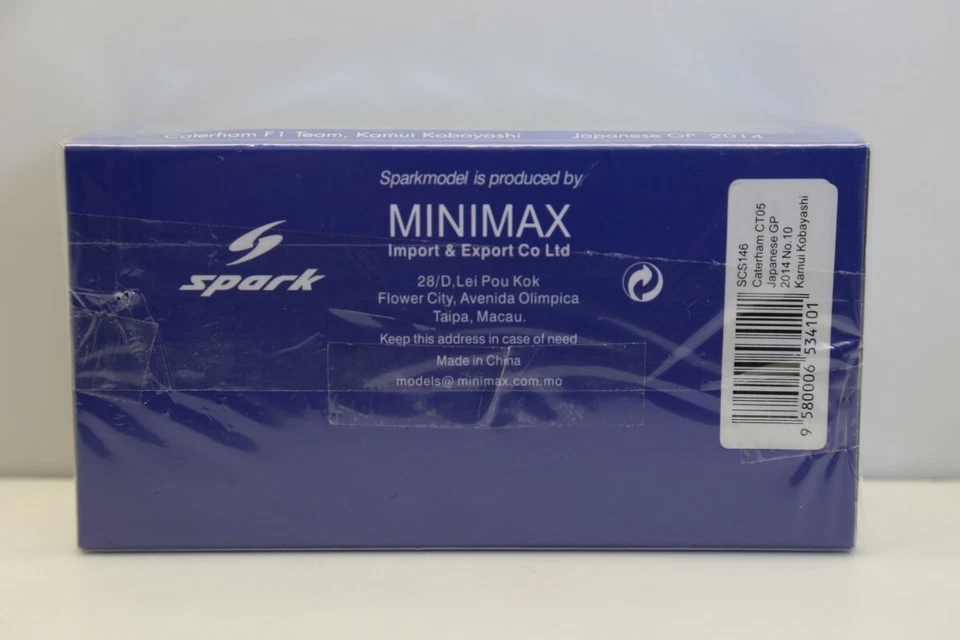 Caterham F1 Team, Kamui Kobayashi Japanese GP 2014
Sparkmodel is produced by
MINIMAX
Import & Export Co Ltd
spark
28/D,Lei Pou Kok
Flower City, Avenida Olimpica
Taipa, Macau.
Keep this address in case of need
Made in China
models@minimax.com.mo
SCS146
Caterham CT05
Japanese GP
2014 No.10
Kamui Kobayashi
9 580006 534101